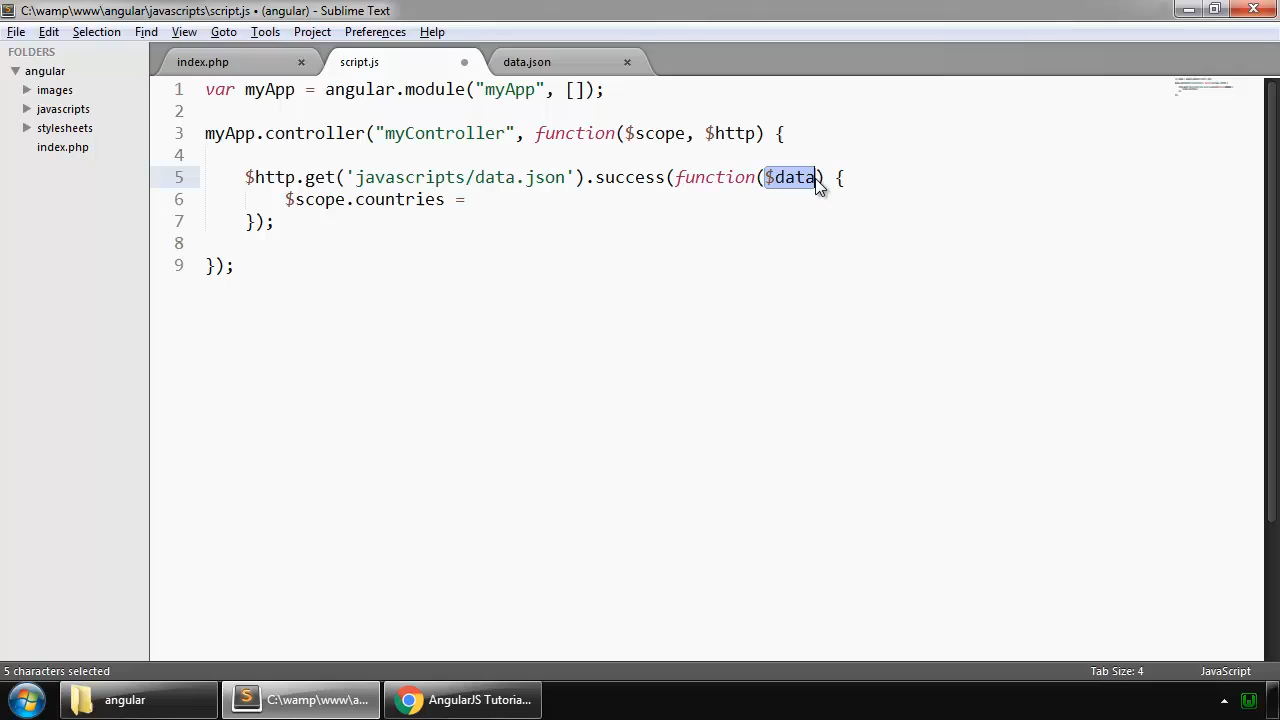 C:\wamp\www\angular\javascripts\script.js • (angular) - Sublime Text
File Edit Selection Find View Goto Tools Project Preferences Help
FOLDERS
angular
images
javascripts
stylesheets
index.php
index.php script.js data.json
1 var myApp = angular.module("myApp", []);
2
3 myApp.controller("myController", function($scope, $http) {
4
5 $http.get('javascripts/data.json').success(function($data) {
6 $scope.countries =
7 });
8
9 });
5 characters selected Tab Size: 4 JavaScript
angular C:\wamp\www\a... AngularJS Tutoria...